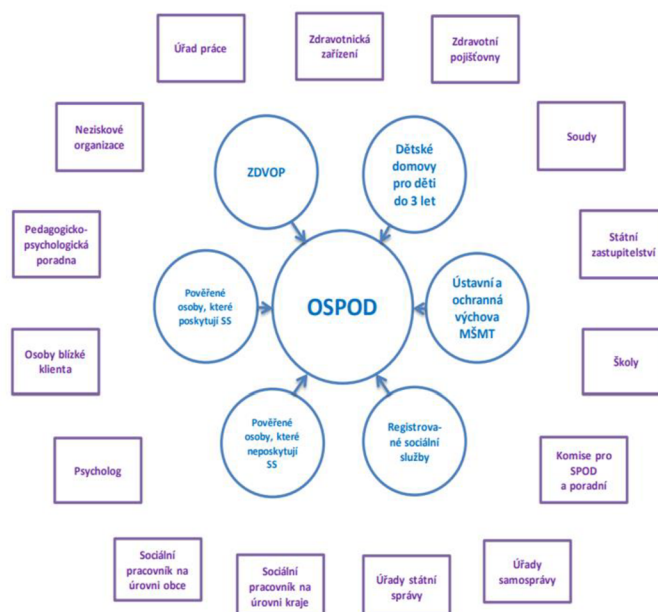 Úřad práce
Zdravotnická
zařízení
Zdravotní
pojišťovny
Neziskové
organizace
ZDVOP
Dětské
domovy
pro děti
do 3 let
Soudy
Pedagogicko-
psychologická
poradna
Státní
zastupitelství
Pověřené
osoby, které
poskytují SS
OSPOD
Ústavní a
ochranná
výchova
MŠMT
Osoby blízké
klienta
Školy
Pověřené
osoby, které
neposkytují
SS
Registrova-
né sociální
služby
Psycholog
Komise pro
SPOD
a poradní
Sociální
pracovník na
úrovni obce
Sociální
pracovník na
úrovni kraje
Úřady státní
správy
Úřady
samosprávy